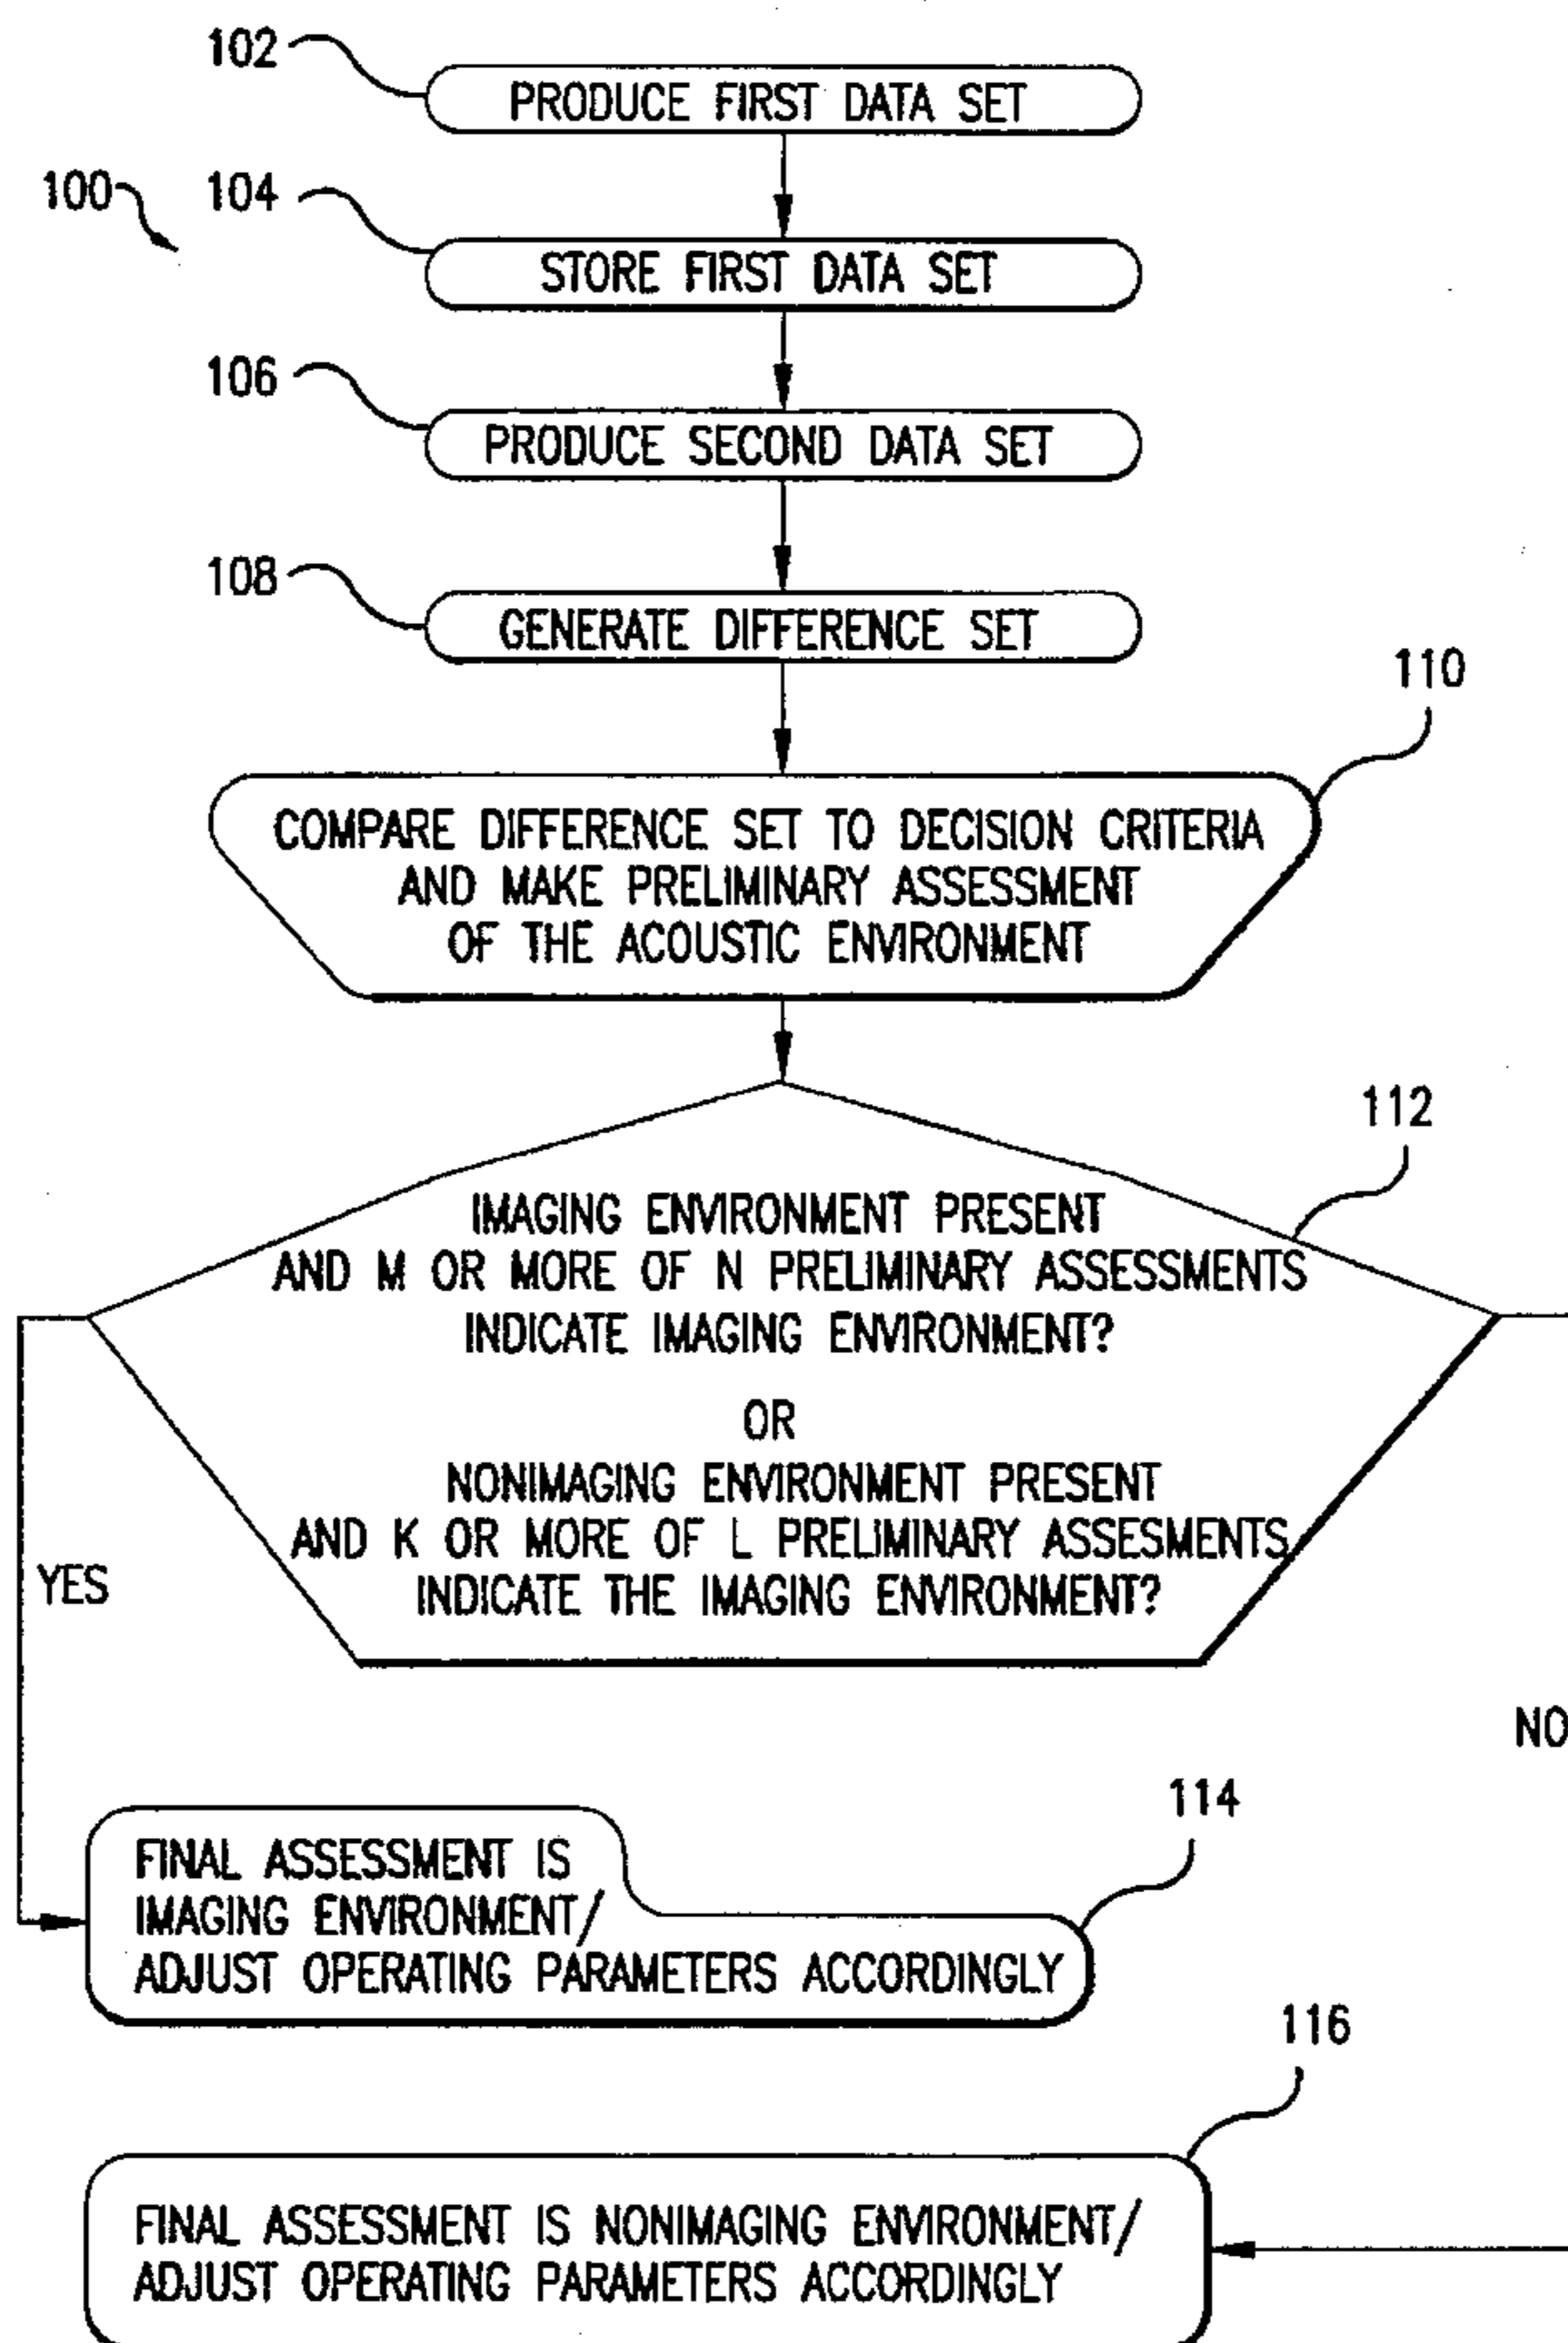 102
PRODUCE FIRST DATA SET
100
104
STORE FIRST DATA SET
106
PRODUCE SECOND DATA SET
108
GENERATE DIFFERENCE SET
110
COMPARE DIFFERENCE SET TO DECISION CRITERIA
AND MAKE PRELIMINARY ASSESSMENT
OF THE ACOUSTIC ENVIRONMENT
112
IMAGING ENVIRONMENT PRESENT
AND M OR MORE OF N PRELIMINARY ASSESSMENTS
INDICATE IMAGING ENVIRONMENT?
OR
NONIMAGING ENVIRONMENT PRESENT
AND K OR MORE OF L PRELIMINARY ASSESMENTS
INDICATE THE IMAGING ENVIRONMENT?
YES
NO
114
FINAL ASSESSMENT IS
IMAGING ENVIRONMENT/
ADJUST OPERATING PARAMETERS ACCORDINGLY
116
FINAL ASSESSMENT IS NONIMAGING ENVIRONMENT/
ADJUST OPERATING PARAMETERS ACCORDINGLY